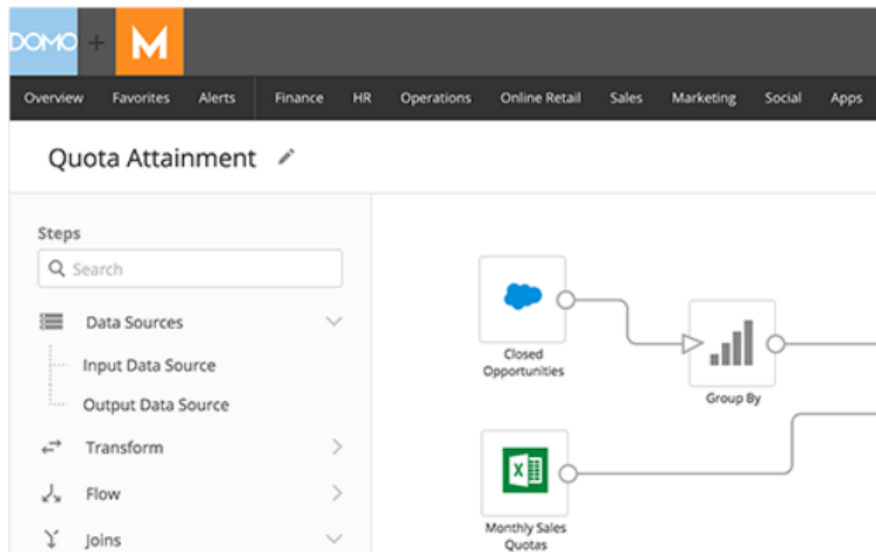 DOMO + M
Overview Favorites Alerts Finance HR Operations Online Retail Sales Marketing Social Apps
Quota Attainment
Steps
Search
Data Sources
Input Data Source
Output Data Source
Transform
Flow
Joins
Closed
Opportunities
Group By
X
Monthly Sales
Quotas